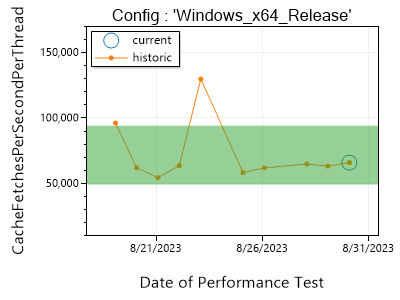 Config : 'Windows_x64_Release'
CacheFetchesPerSecondPerThread
150,000
100,000
50,000
current
historic
8/21/2023
8/26/2023
8/31/2023
Date of Performance Test